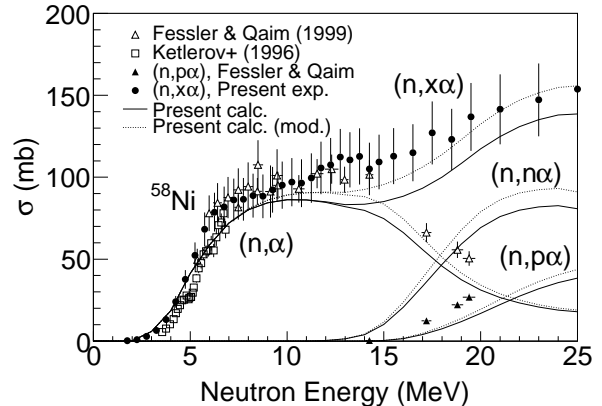 △ Fessler & Qaim (1999)
□ Ketlerov+ (1996)
▲ (n,pα), Fessler & Qaim
● (n,xα), Present exp.
Present calc.
Present calc. (mod.)
(n,xα)
58Ni
(n,α)
(n,nα)
(n,pα)
σ (mb)
200
150
100
50
0
0 5 10 15 20 25
Neutron Energy (MeV)